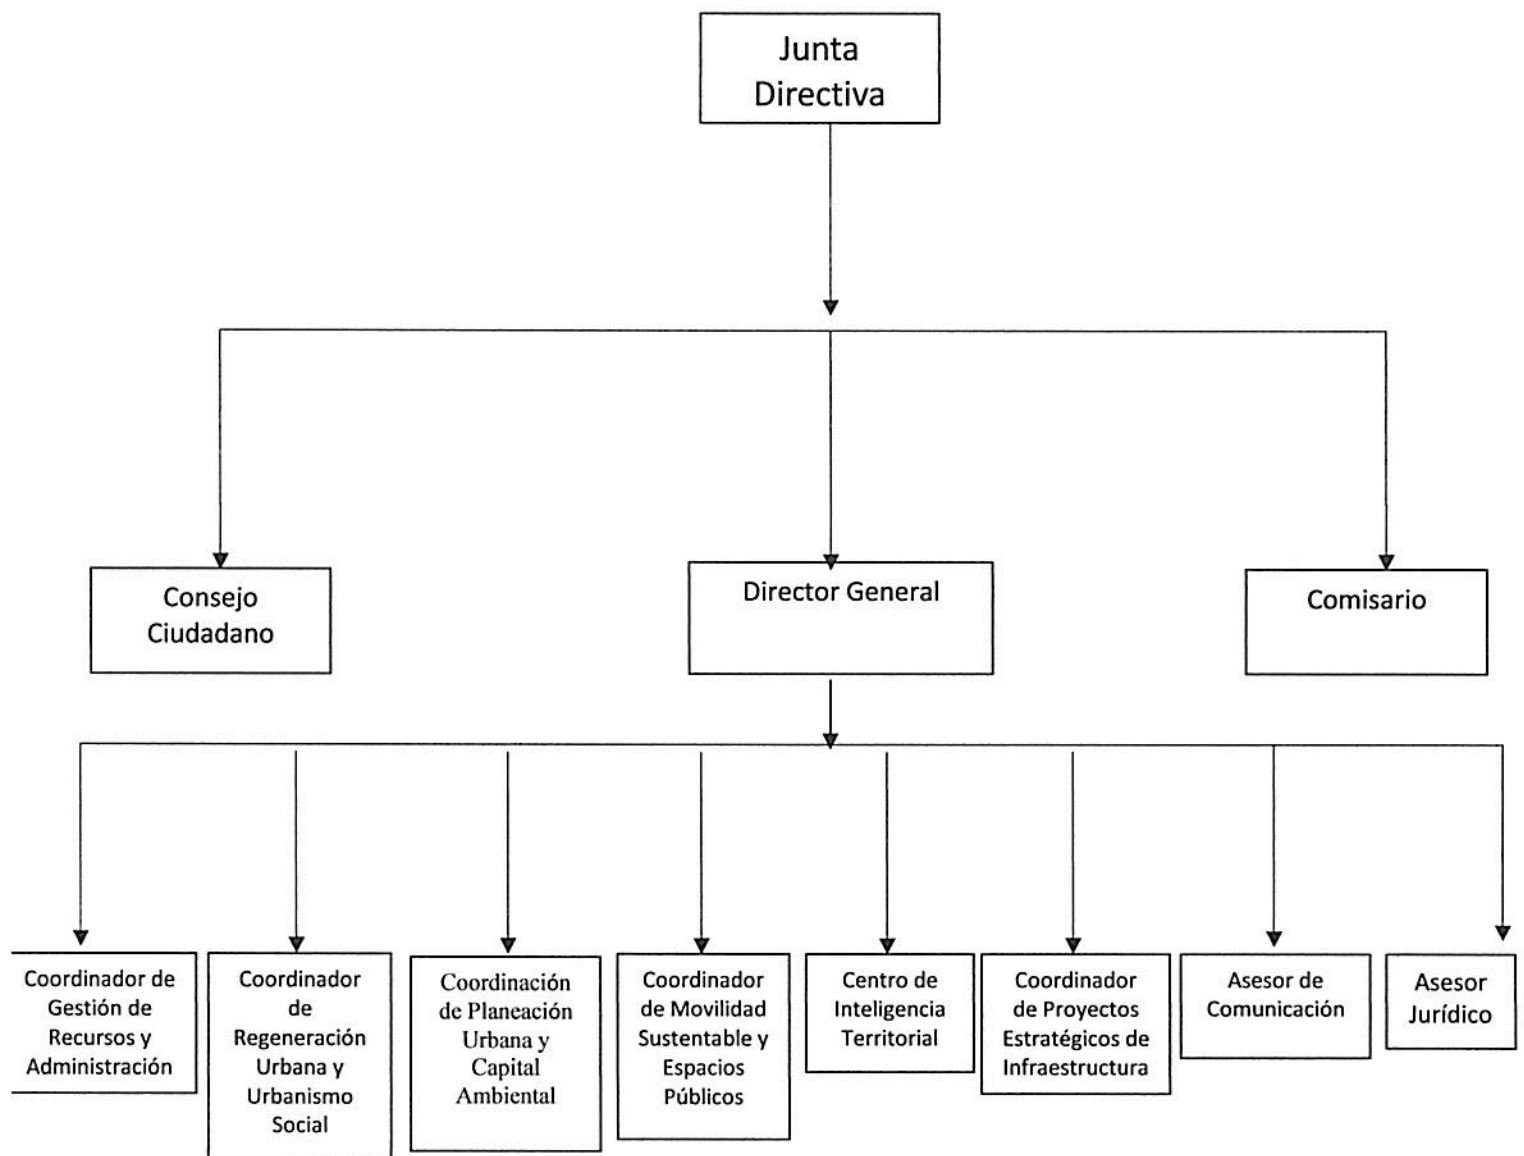 Junta
Directiva
Consejo
Ciudadano
Director General
Comisario
Coordinador de
Gestión de
Recursos y
Administración
Coordinador
de
Regeneración
Urbana y
Urbanismo
Social
Coordinación
de Planeación
Urbana y
Capital
Ambiental
Coordinador
de Movilidad
Sustentable y
Espacios
Públicos
Centro de
Inteligencia
Territorial
Coordinador
de Proyectos
Estratégicos de
Infraestructura
Asesor de
Comunicación
Asesor
Jurídico